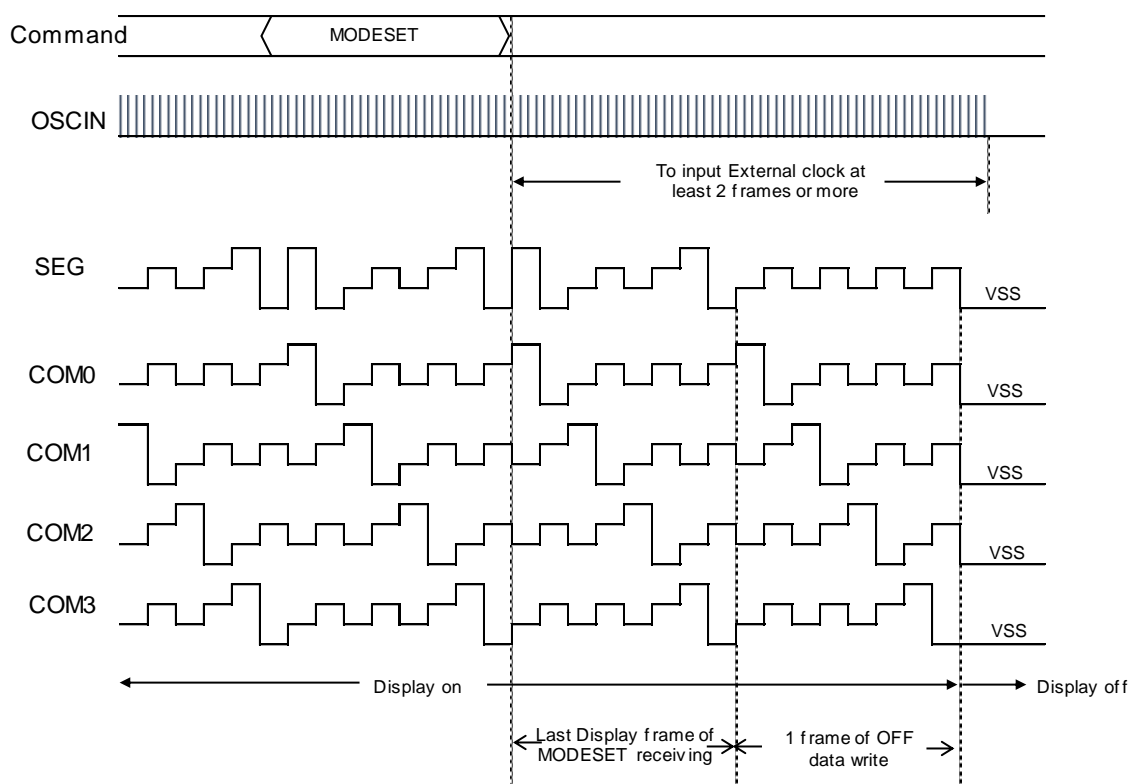 Command
MODESET
OSCIN
To input External clock at
least 2 frames or more
SEG
VSS
COM0
VSS
COM1
VSS
COM2
VSS
COM3
VSS
Display on
Display off
Last Display frame of
MODESET receiving
1 frame of OFF
data write